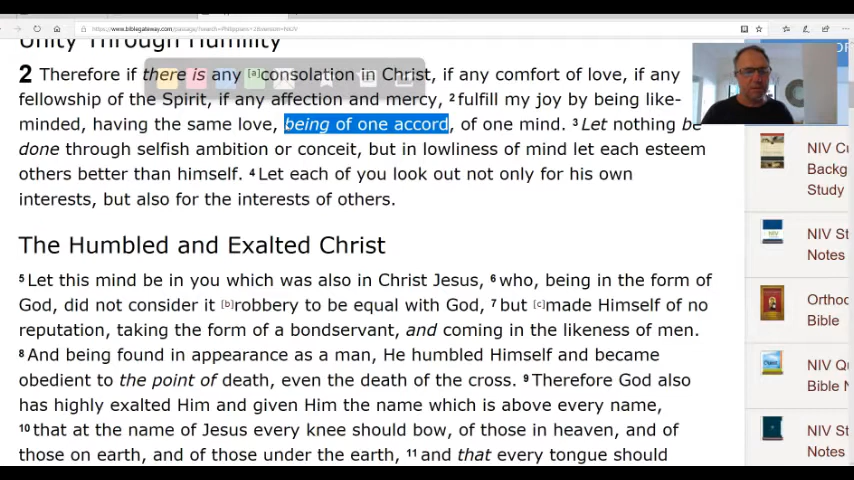 https://www.biblegateway.com/passage/?search=Philippians+2&version=NKJV
Unity Through Humility
2 Therefore if there is any [a]consolation in Christ, if any comfort of love, if any
fellowship of the Spirit, if any affection and mercy, 2 fulfill my joy by being like-
minded, having the same love, being of one accord, of one mind. 3 Let nothing be
done through selfish ambition or conceit, but in lowliness of mind let each esteem
others better than himself. 4 Let each of you look out not only for his own
interests, but also for the interests of others.
The Humbled and Exalted Christ
5 Let this mind be in you which was also in Christ Jesus, 6 who, being in the form of
God, did not consider it [b]robbery to be equal with God, 7 but [c]made Himself of no
reputation, taking the form of a bondservant, and coming in the likeness of men.
8 And being found in appearance as a man, He humbled Himself and became
obedient to the point of death, even the death of the cross. 9 Therefore God also
has highly exalted Him and given Him the name which is above every name,
10 that at the name of Jesus every knee should bow, of those in heaven, and of
those on earth, and of those under the earth, 11 and that every tongue should
NIV Cu
Backg
Study
NIV St
Notes
Orthoc
Bible
NIV Qu
Bible N
NIV St
Notes